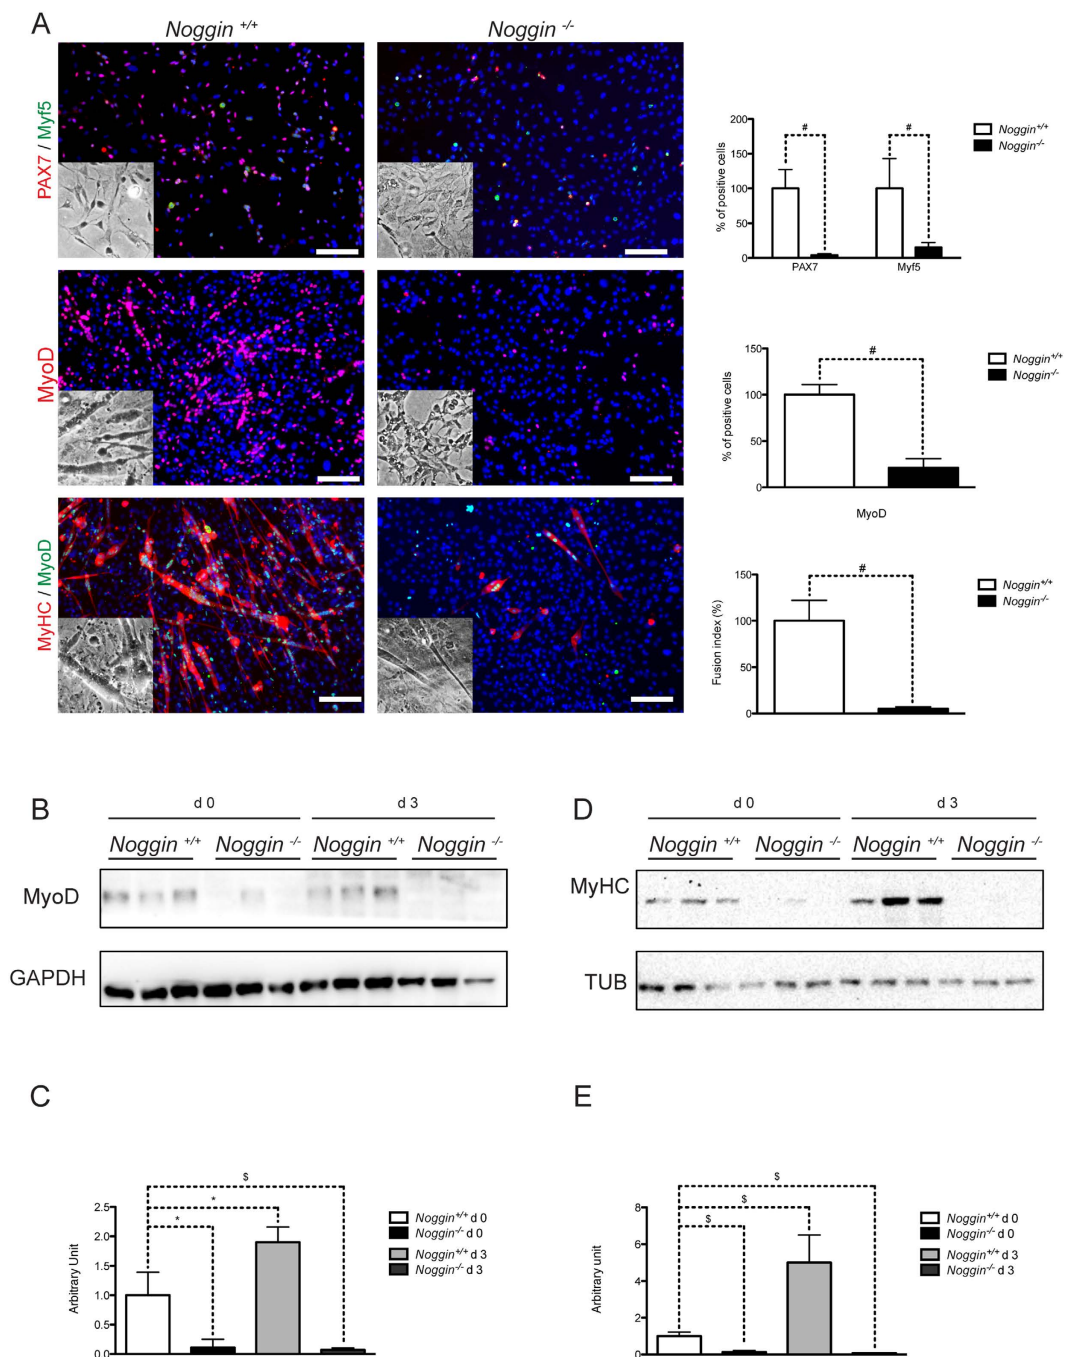 A
Noggin +/+
Noggin -/-
PAX7 / Myf5
200
150
100
50
0
% of positive cells
#
#
PAX7
Myf5
Noggin+/+
Noggin-/-
MyoD
150
100
50
0
% of positive cells
#
MyoD
Noggin+/+
Noggin-/-
MyHC / MyoD
150
100
50
0
Fusion index (%)
#
Noggin+/+
Noggin-/-
B
d 0
d 3
Noggin +/+
Noggin -/-
Noggin +/+
Noggin -/-
MyoD
GAPDH
D
d 0
d 3
Noggin +/+
Noggin -/-
Noggin +/+
Noggin -/-
MyHC
TUB
C
2.5
2.0
1.5
1.0
0.5
0.0
Arbitrary Unit
$
*
*
Noggin+/+ d 0
Noggin-/- d 0
Noggin+/+ d 3
Noggin-/- d 3
E
8
6
4
2
0
Arbitrary unit
$
$
$
Noggin+/+ d 0
Noggin-/- d 0
Noggin+/+ d 3
Noggin-/- d 3